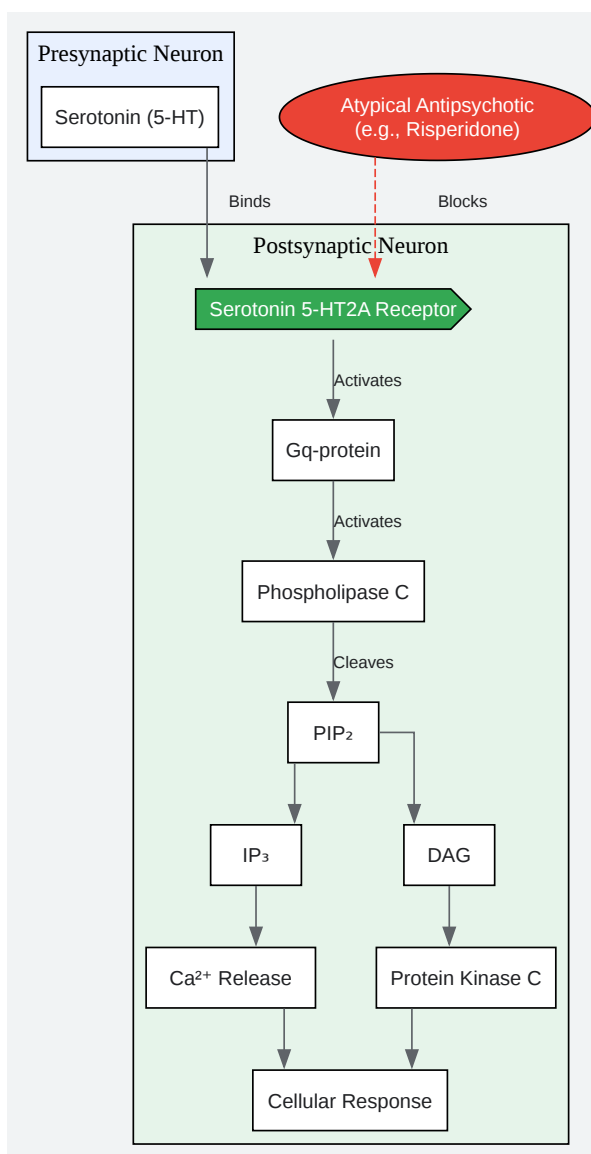 Presynaptic Neuron
Serotonin (5-HT)
Atypical Antipsychotic
(e.g., Risperidone)
Binds
Blocks
Postsynaptic Neuron
Serotonin 5-HT2A Receptor
Activates
Gq-protein
Activates
Phospholipase C
Cleaves
PIP₂
IP₃
DAG
Ca²⁺ Release
Protein Kinase C
Cellular Response